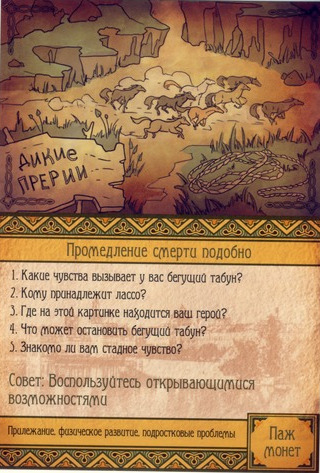 ДИКИЕ
ПРЕРИИ
Промедление смерти подобно
1. Какие чувства вызывает у вас бегущий табун?
2. Кому принадлежит лассо?
3. Где на этой картинке находится ваш герой?
4. Что может остановить бегущий табун?
5. Знакомо ли вам стадное чувство?
Совет: Воспользуйтесь открывающимися
возможностями
Прилежание, физическое развитие, подростковые проблемы
Паж
монет